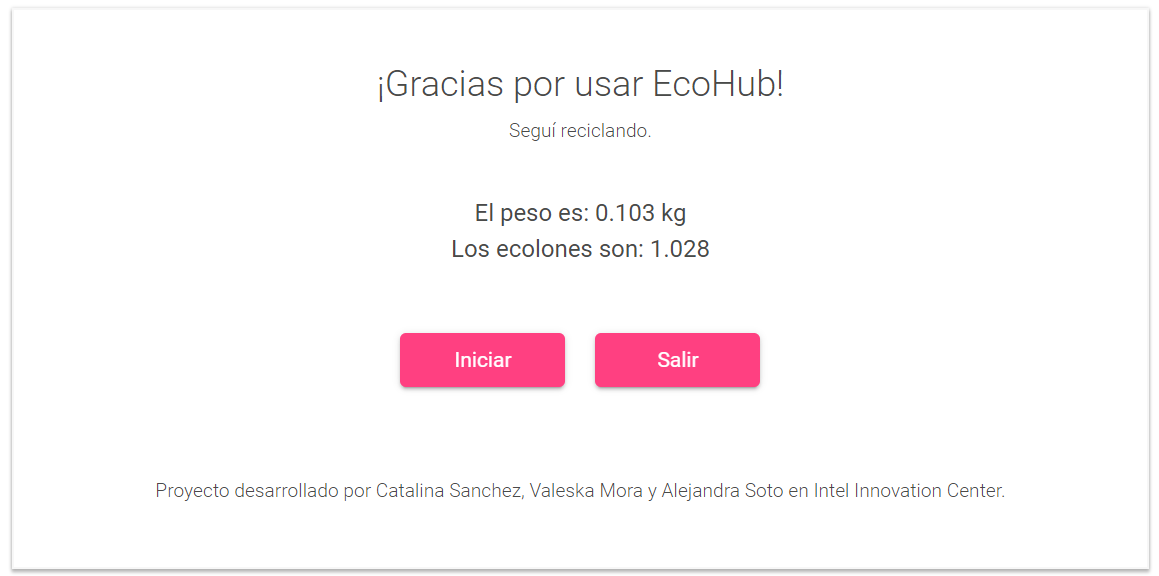 ¡Gracias por usar EcoHub!
Seguí reciclando.
El peso es: 0.103 kg
Los ecolones son: 1.028
Iniciar
Salir
Proyecto desarrollado por Catalina Sanchez, Valeska Mora y Alejandra Soto en Intel Innovation Center.